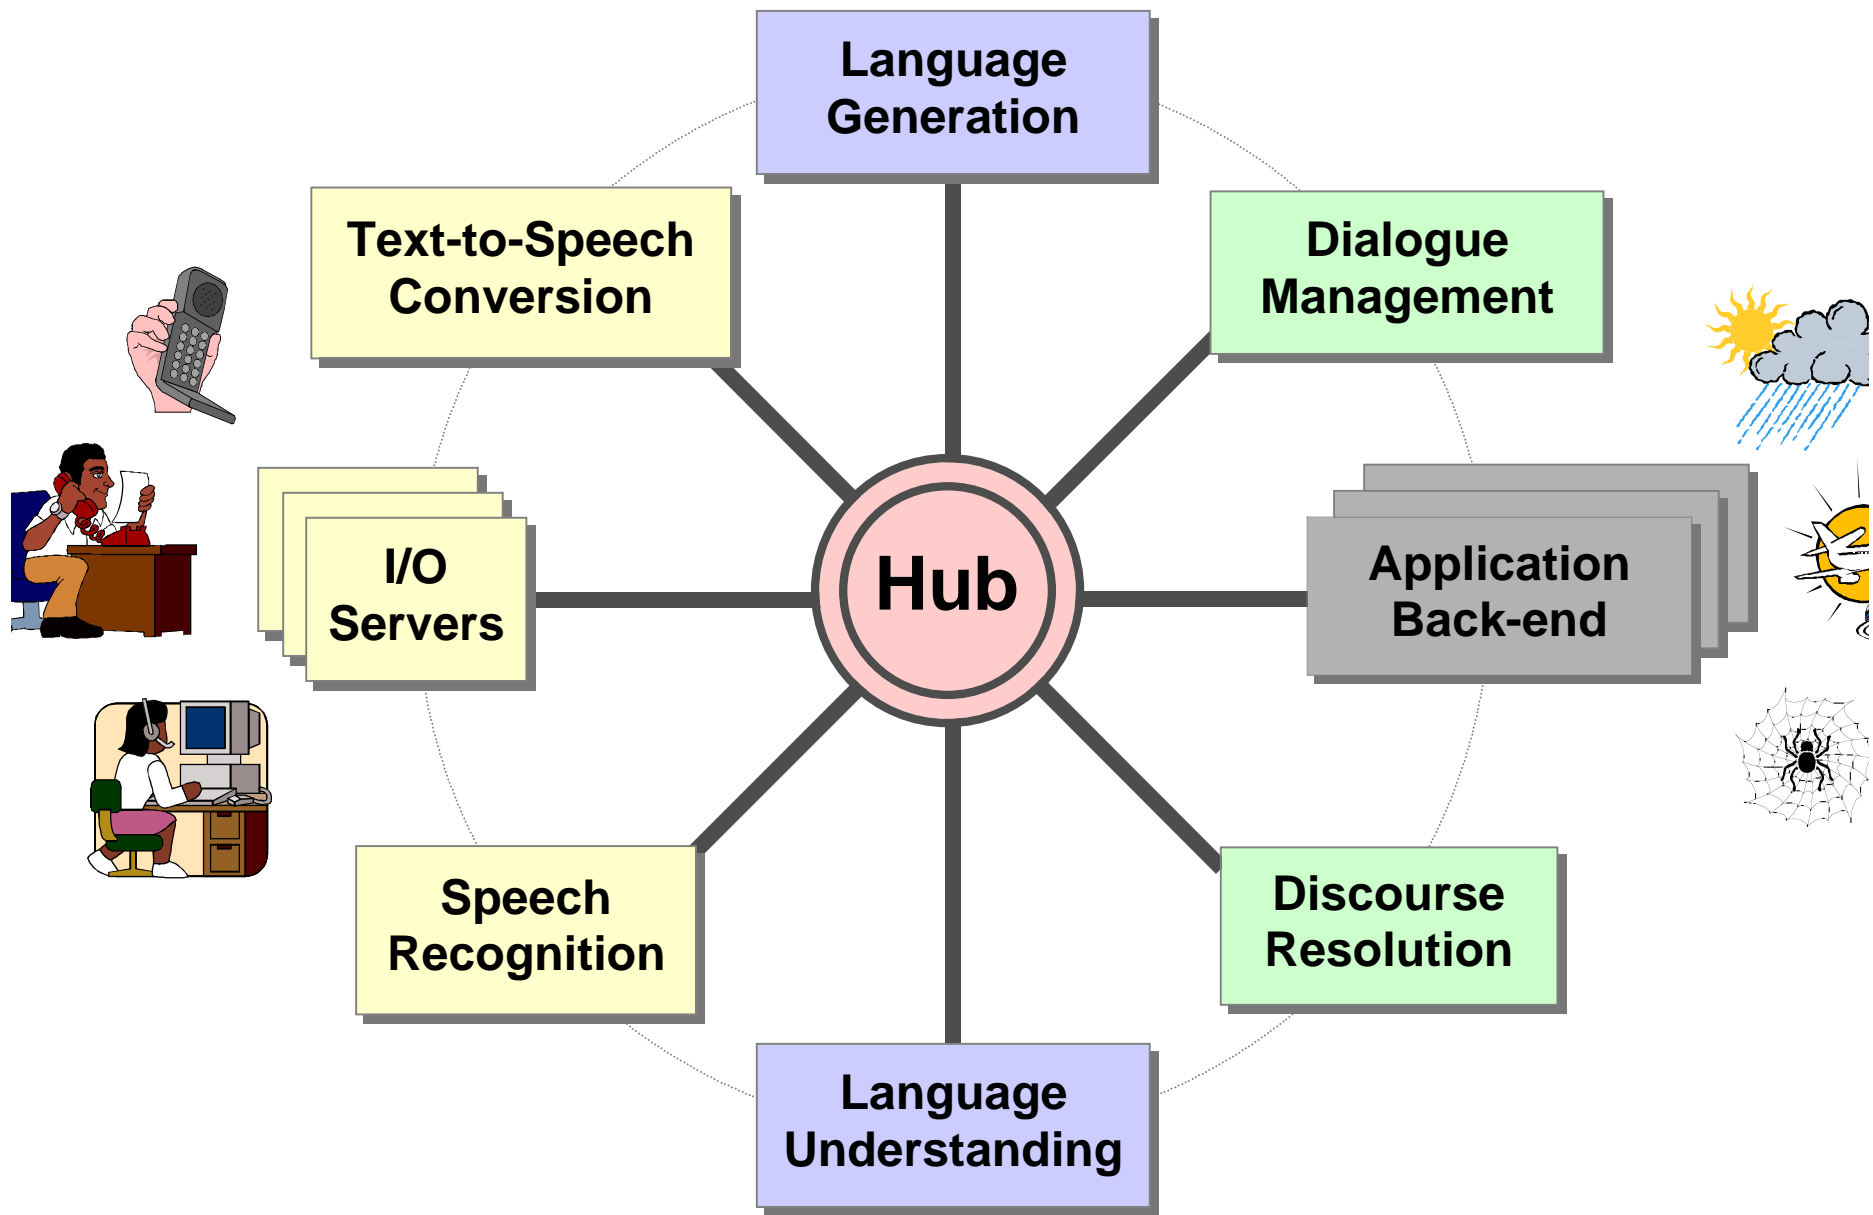 Language
Generation
Text-to-Speech
Conversion
Dialogue
Management
I/O
Servers
Hub
Application
Back-end
Speech
Recognition
Discourse
Resolution
Language
Understanding